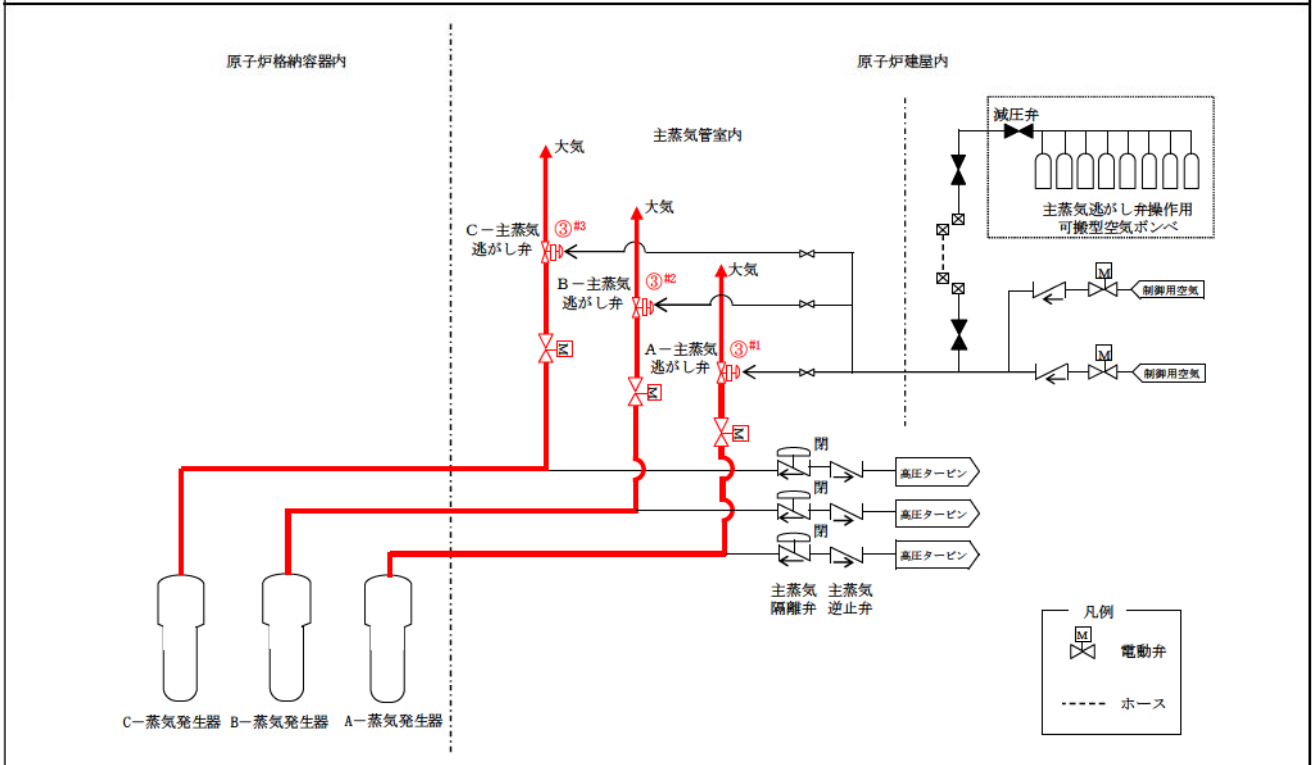 原子炉格納容器内
原子炉建屋内
主蒸気管室内
減圧弁
主蒸気逃がし弁操作用
可搬型空気ボンベ
大気
C－主蒸気
逃がし弁
③#3
大気
B－主蒸気
逃がし弁
③#2
大気
A－主蒸気
逃がし弁
③#1
M
M
M
M
制御用空気
M
制御用空気
閉
高圧タービン
閉
高圧タービン
閉
高圧タービン
主蒸気
隔離弁
主蒸気
逆止弁
C－蒸気発生器
B－蒸気発生器
A－蒸気発生器
凡例
M
電動弁
ホース